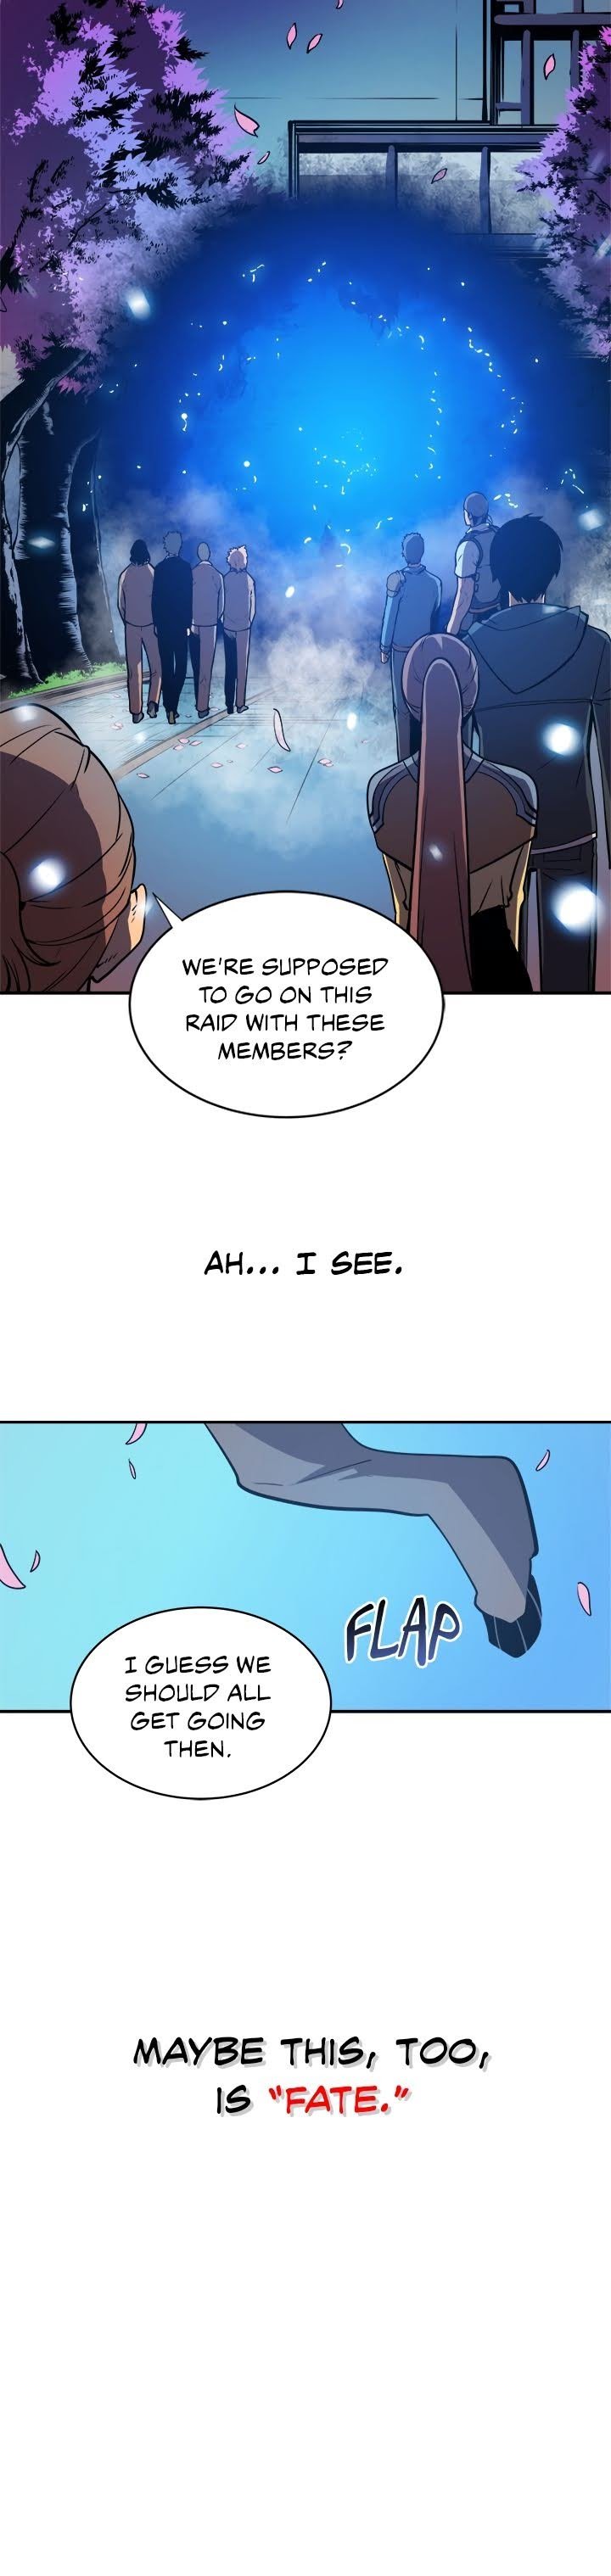 WE'RE SUPPOSED
TO GO ON THIS
RAID WITH THESE
MEMBERS?
AH... I SEE.
FLAP
I GUESS WE
SHOULD ALL
GET GOING
THEN.
MAYBE THIS, TOO,
IS "FATE."